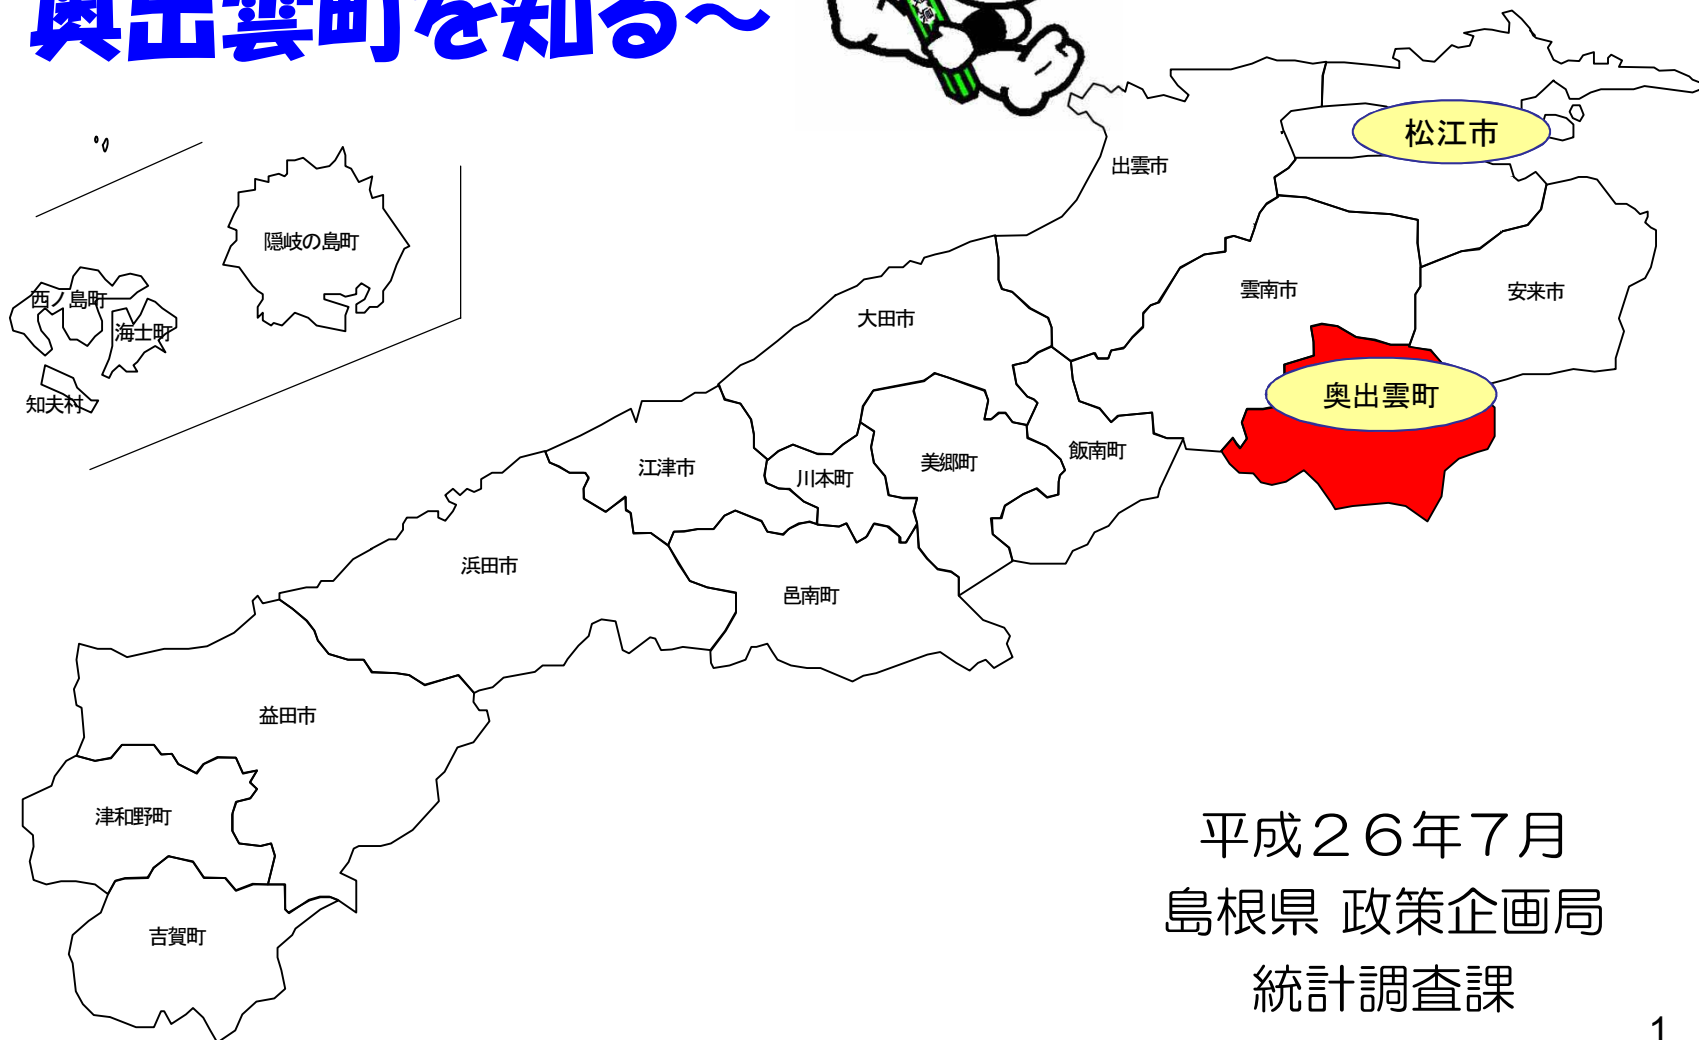 奥出雲町を知る～
松江市
出雲市
隠岐の島町
西ノ島町
海士町
知夫村
雲南市
安来市
大田市
奥出雲町
飯南町
美郷町
川本町
江津市
浜田市
邑南町
益田市
津和野町
吉賀町
平成２６年７月
島根県 政策企画局
統計調査課
1